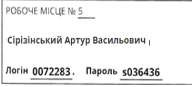 РОБОЧЕ МІСЦЕ № 5
Сірізінський Артур Васильович
Логін 0072283. Пароль s036436